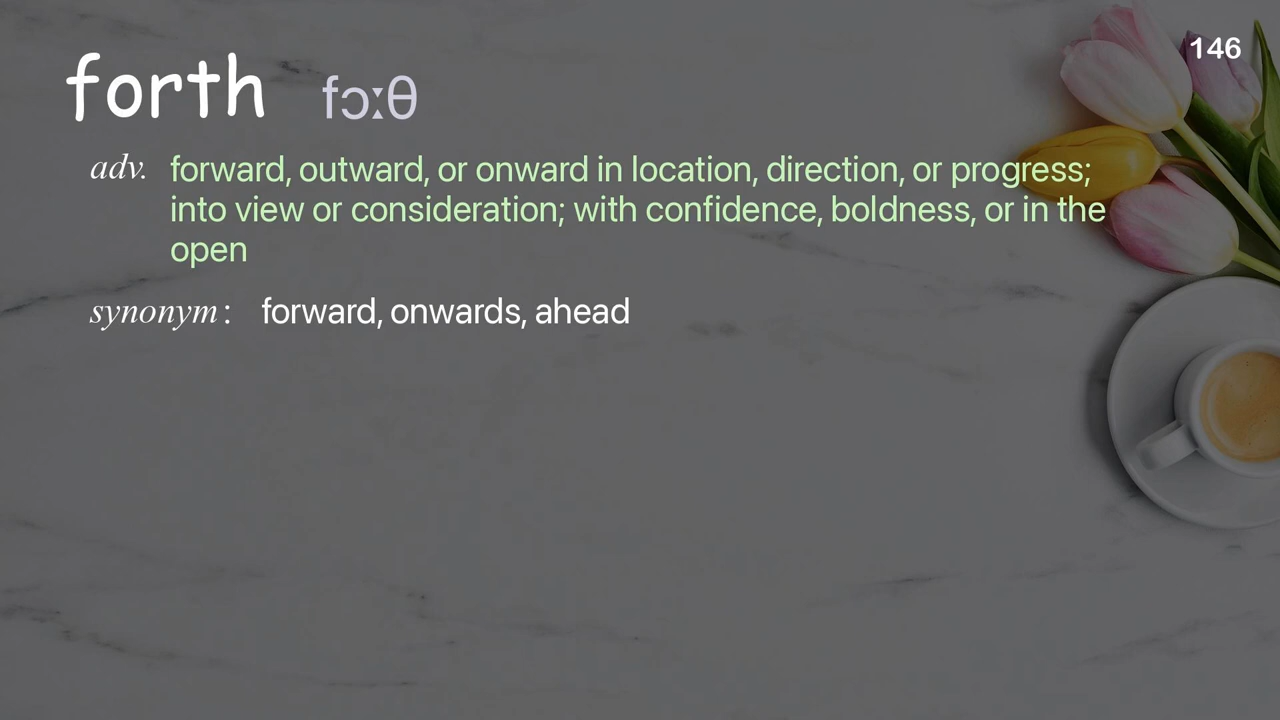 146
forth fɔːθ
adv. forward, outward, or onward in location, direction, or progress;
into view or consideration; with confidence, boldness, or in the
open
synonym: forward, onwards, ahead